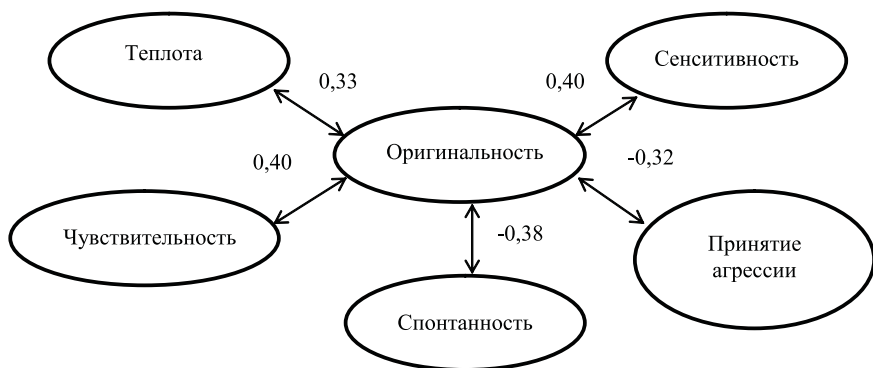 Теплота
Сенситивность
0,33
0,40
Оригинальность
0,40
-0,32
Чувствительность
-0,38
Принятие
агрессии
Спонтанность